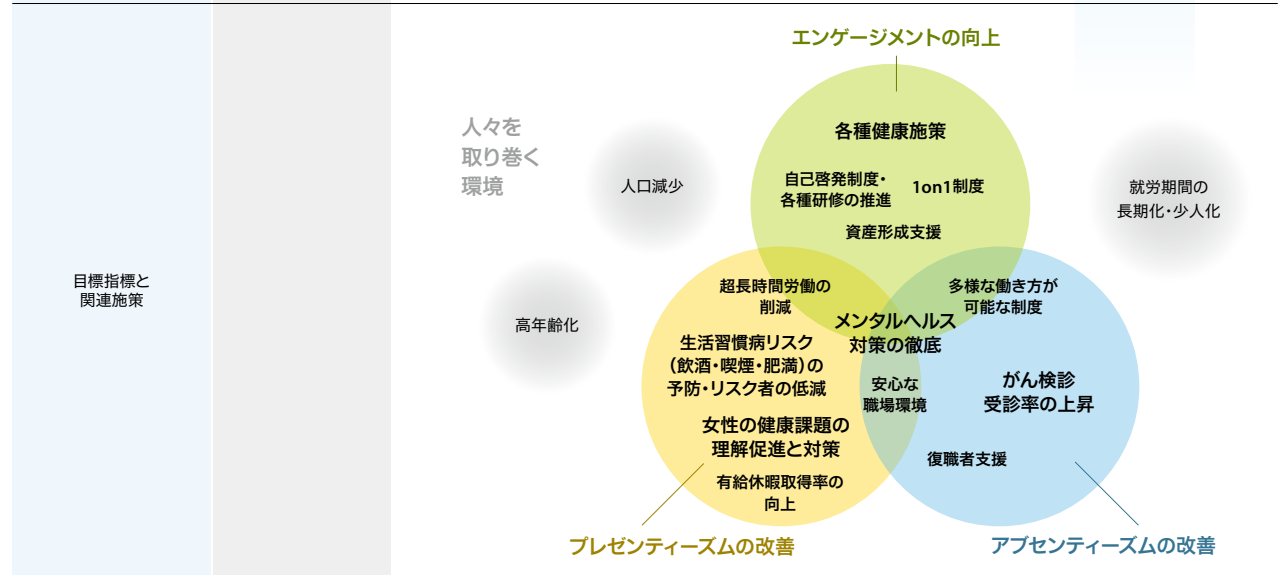 目標指標と
関連施策
人々を
取り巻く
環境
人口減少
高年齢化
就労期間の
長期化・少人化
エンゲージメントの向上
各種健康施策
自己啓発制度・
各種研修の推進
1on1制度
資産形成支援
超長時間労働の
削減
多様な働き方が
可能な制度
メンタルヘルス
対策の徹底
生活習慣病リスク
（飲酒・喫煙・肥満）の
予防・リスク者の低減
安心な
職場環境
がん検診
受診率の上昇
女性の健康課題の
理解促進と対策
復職者支援
有給休暇取得率の
向上
プレゼンティーズムの改善
アブセンティーズムの改善